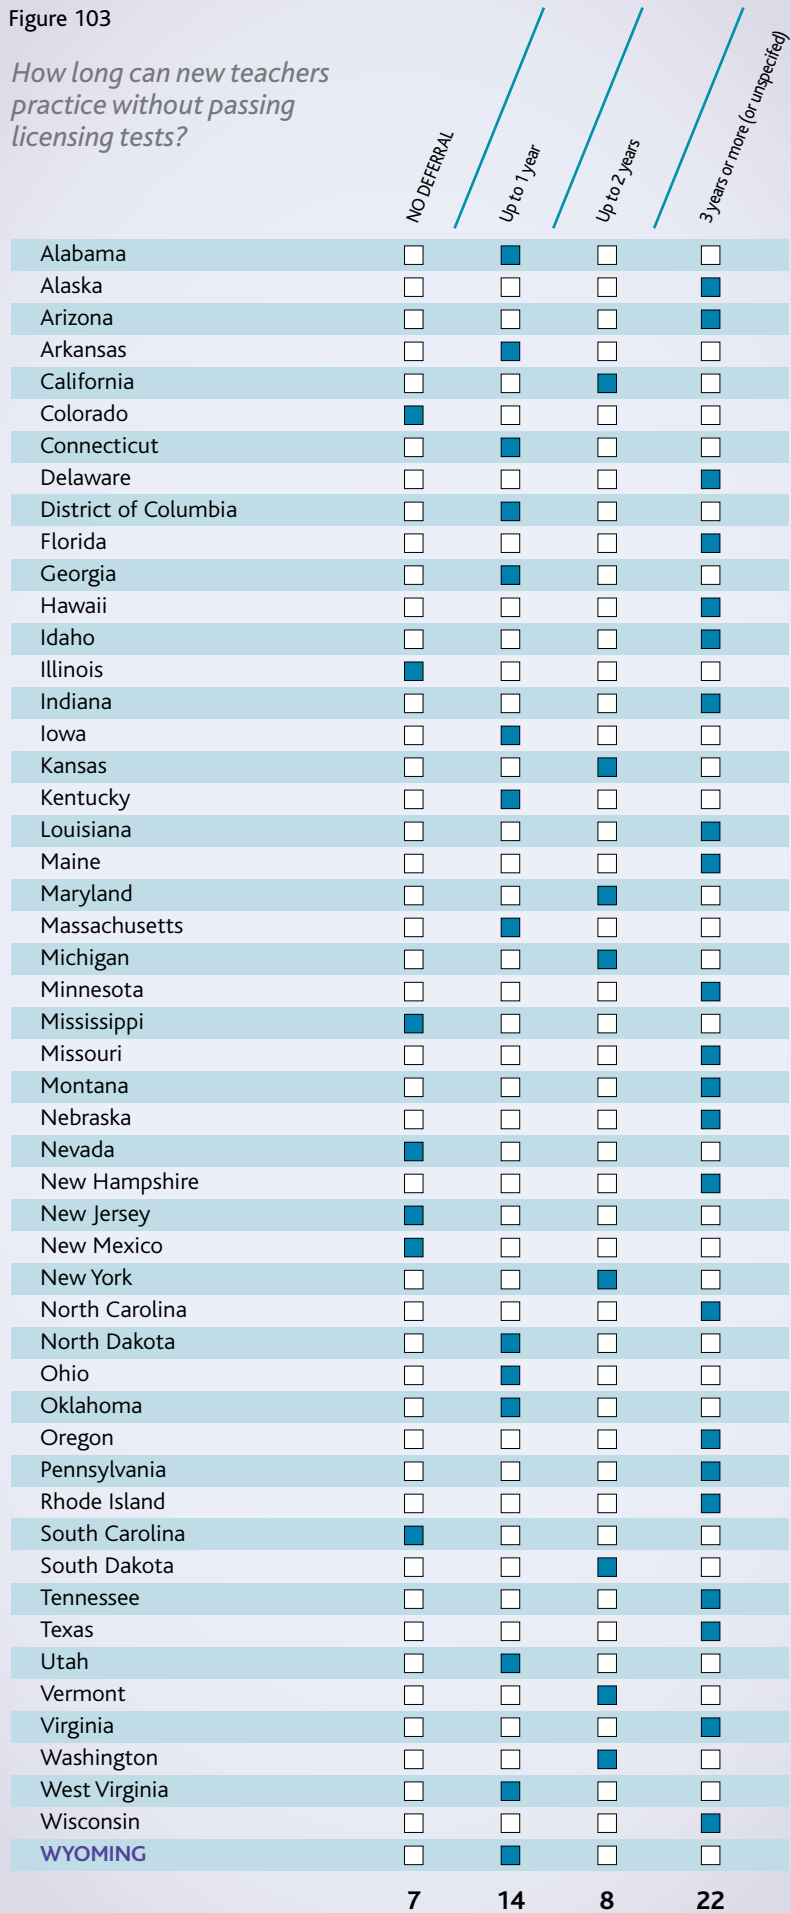 Figure 103
How long can new teachers
practice without passing
licensing tests?
NO DEFERRAL
Up to 1 year
Up to 2 years
3 years or more (or unspecifed)
Alabama
Alaska
Arizona
Arkansas
California
Colorado
Connecticut
Delaware
District of Columbia
Florida
Georgia
Hawaii
Idaho
Illinois
Indiana
Iowa
Kansas
Kentucky
Louisiana
Maine
Maryland
Massachusetts
Michigan
Minnesota
Mississippi
Missouri
Montana
Nebraska
Nevada
New Hampshire
New Jersey
New Mexico
New York
North Carolina
North Dakota
Ohio
Oklahoma
Oregon
Pennsylvania
Rhode Island
South Carolina
South Dakota
Tennessee
Texas
Utah
Vermont
Virginia
Washington
West Virginia
Wisconsin
WYOMING
7 14 8 22